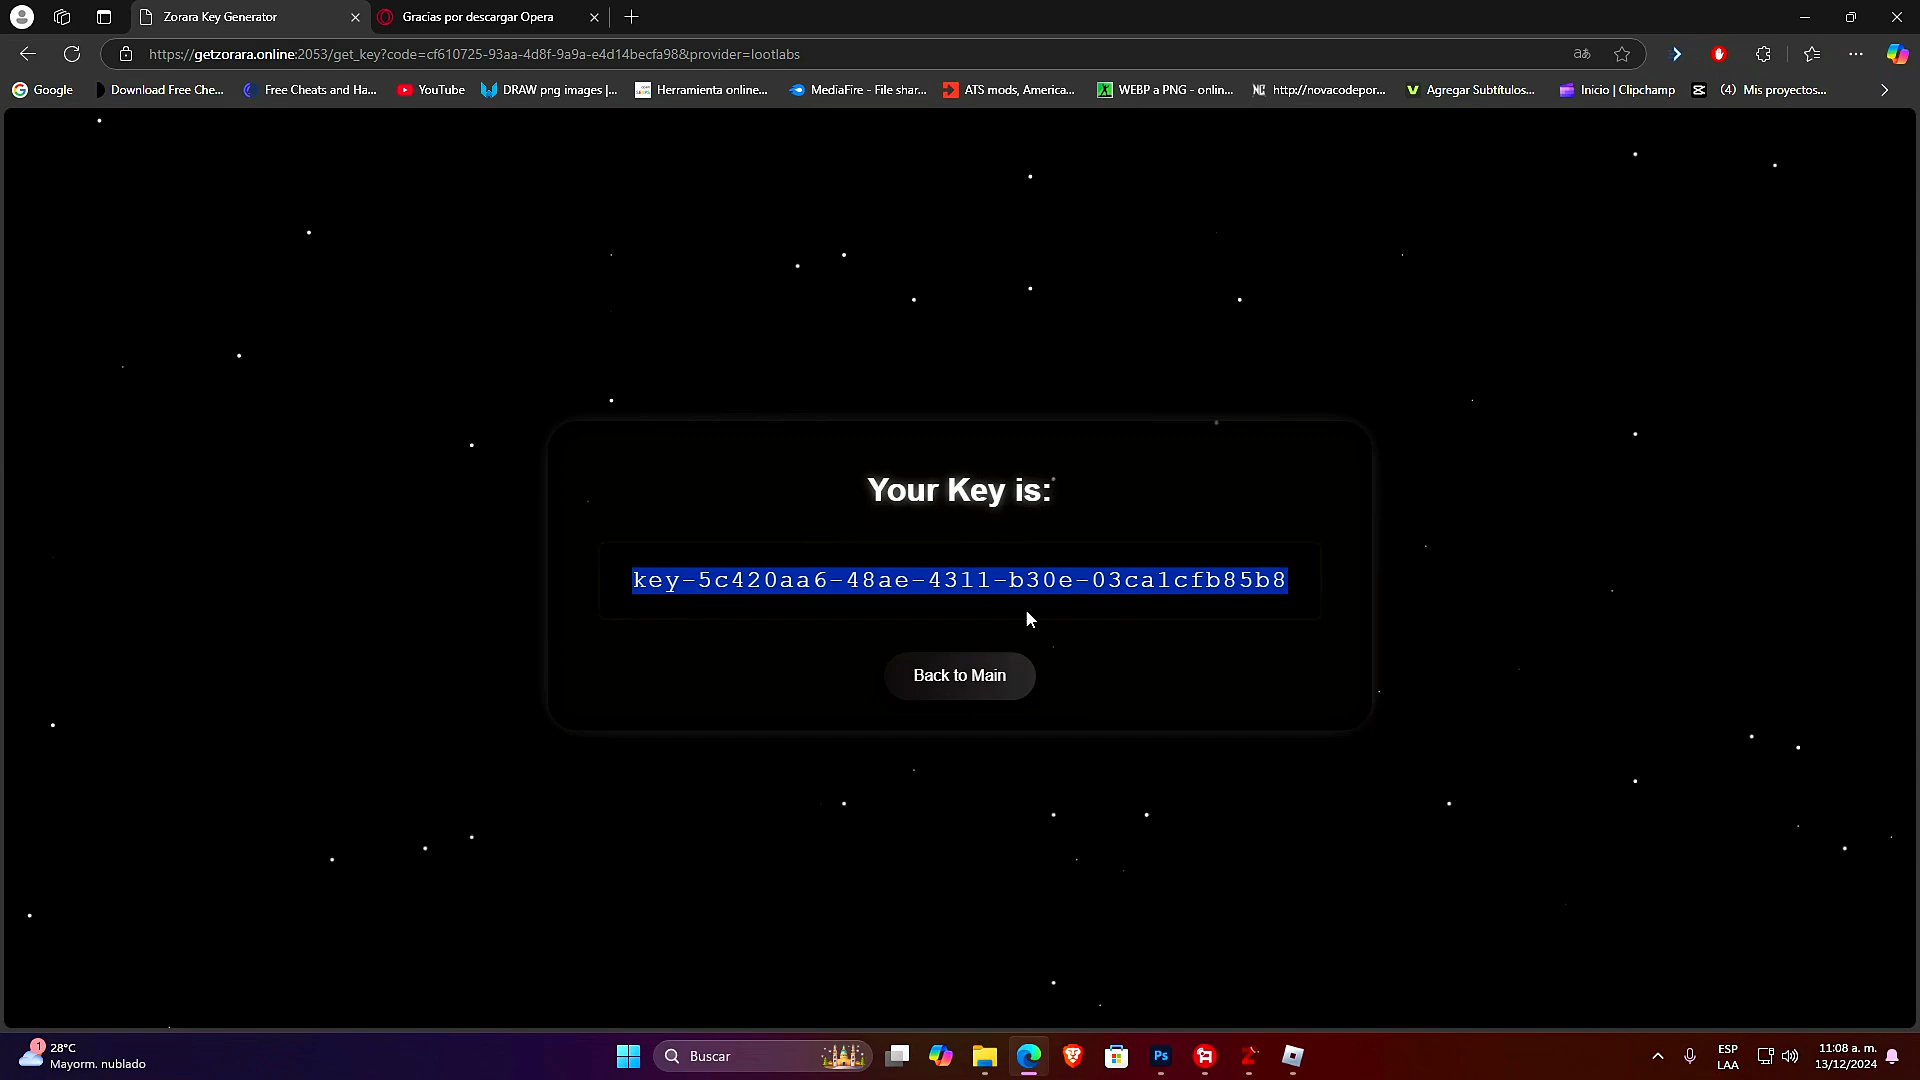 Zorara Key Generator
Gracias por descargar Opera
https://getzorara.online:2053/get_key?code=cf610725-93aa-4d8f-9a9a-e4d14becfa98&provider=lootlabs
Google
Download Free Che...
Free Cheats and Ha...
YouTube
DRAW png images |...
Herramienta online...
MediaFire - File shar...
ATS mods, America...
WEBP a PNG - onlin...
http://novacodepor...
Agregar Subtítulos...
Inicio | Clipchamp
(4) Mis proyectos...
Your Key is:
key-5c420aa6-48ae-4311-b30e-03ca1cfb85b8
Back to Main
1
28°C
Mayorm. nublado
Buscar
Ps
ESP
LAA
11:08 a. m.
13/12/2024